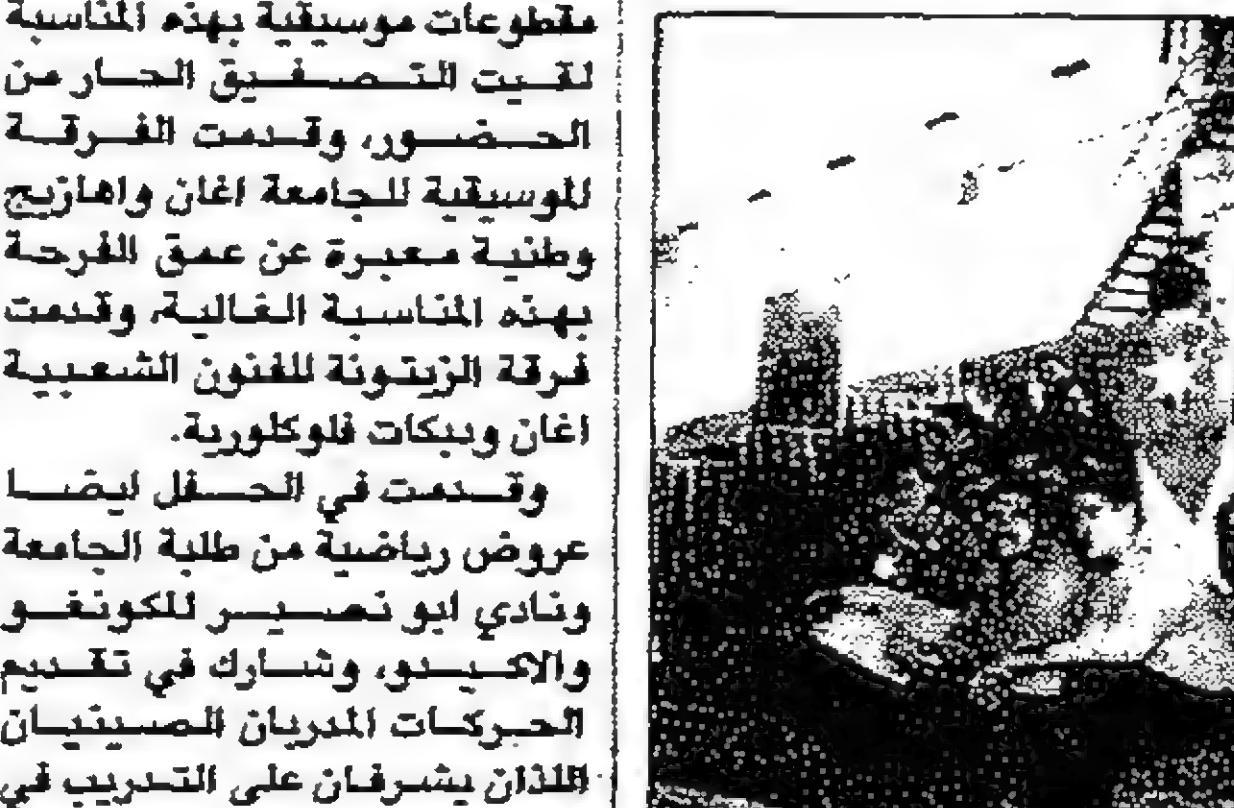 مقطوعات موسيقية بهذه المناسبة
لقيت التصفيق الحار من
الحضور، وقدمت الفرقة
الموسيقية للجامعة اغان واهازيج
وطنية معبرة عن عمق الفرحة
بهذه المناسبة الغالية، وقدمت
فرقة الزيتونة للفنون الشعبية
اغان ودبكات فلوكلورية.
وقدمت في الحفل ايضا
عروض رياضية من طلبة الجامعة
ونادي ابو نصير للكونغفو
والاكيدو، وشارك في تقديم
الحركات المدربان الصينيان
اللذان يشرفان على التدريب في